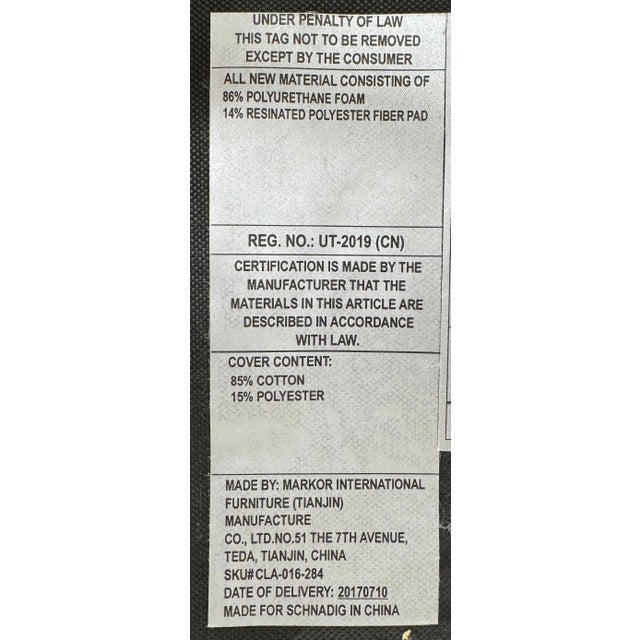 UNDER PENALTY OF LAW
THIS TAG NOT TO BE REMOVED
EXCEPT BY THE CONSUMER
ALL NEW MATERIAL CONSISTING OF
86% POLYURETHANE FOAM
14% RESINATED POLYESTER FIBER PAD
REG. NO.: UT-2019 (CN)
CERTIFICATION IS MADE BY THE
MANUFACTURER THAT THE
MATERIALS IN THIS ARTICLE ARE
DESCRIBED IN ACCORDANCE
WITH LAW.
COVER CONTENT:
85% COTTON
15% POLYESTER
MADE BY: MARKOR INTERNATIONAL
FURNITURE (TIANJIN)
MANUFACTURE
CO., LTD.NO.51 THE 7TH AVENUE,
TEDA, TIANJIN, CHINA
SKU#CLA-016-284
DATE OF DELIVERY: 20170710
MADE FOR SCHNADIG IN CHINA